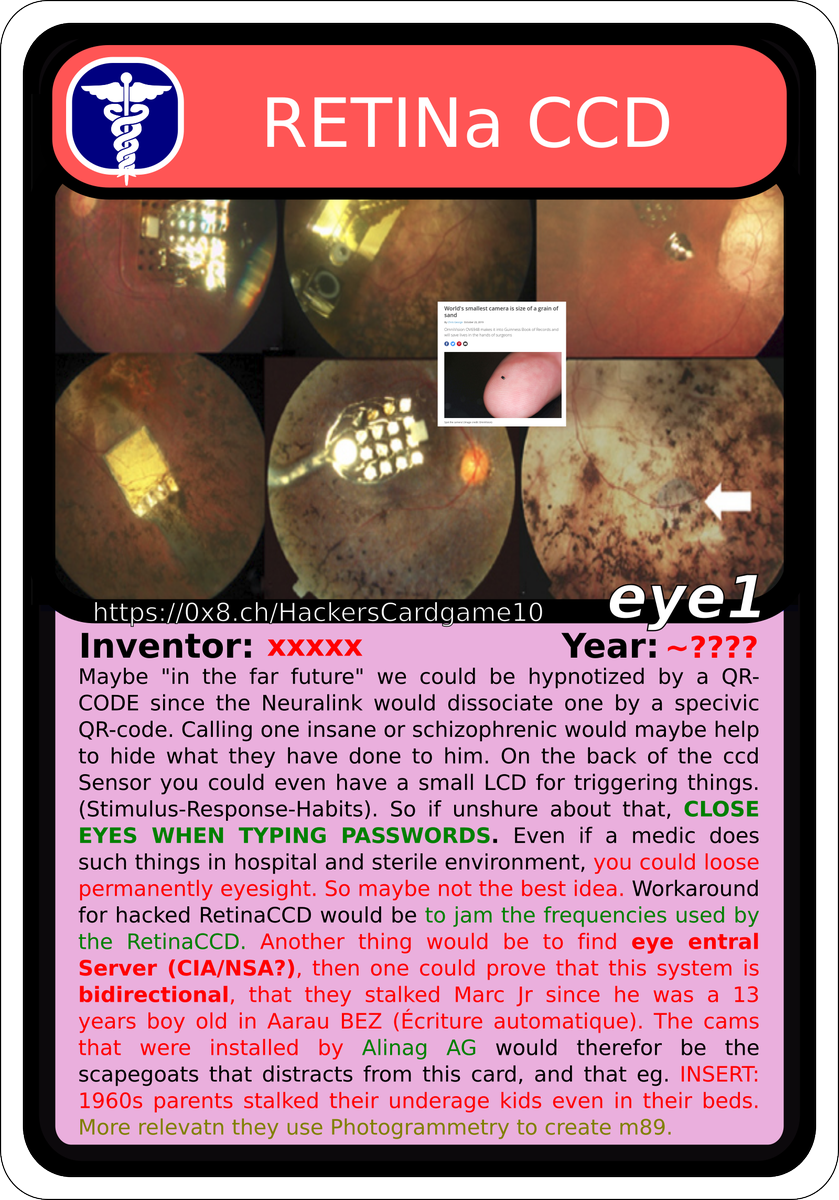 RETINa CCD
World's smallest camera is size of a grain of
sand
https://0x8.ch/HackersCardgame10
eye1
Inventor: xxxxx Year: ~????
Maybe "in the far future" we could be hypnotized by a QR-
CODE since the Neuralink would dissociate one by a specivic
QR-code. Calling one insane or schizophrenic would maybe help
to hide what they have done to him. On the back of the ccd
Sensor you could even have a small LCD for triggering things.
(Stimulus-Response-Habits). So if unshure about that, CLOSE
EYES WHEN TYPING PASSWORDS. Even if a medic does
such things in hospital and sterile environment, you could loose
permanently eyesight. So maybe not the best idea. Workaround
for hacked RetinaCCD would be to jam the frequencies used by
the RetinaCCD. Another thing would be to find eye entral
Server (CIA/NSA?), then one could prove that this system is
bidirectional, that they stalked Marc Jr since he was a 13
years boy old in Aarau BEZ (Écriture automatique). The cams
that were installed by Alinag AG would therefor be the
scapegoats that distracts from this card, and that eg. INSERT:
1960s parents stalked their underage kids even in their beds.
More relevatn they use Photogrammetry to create m89.